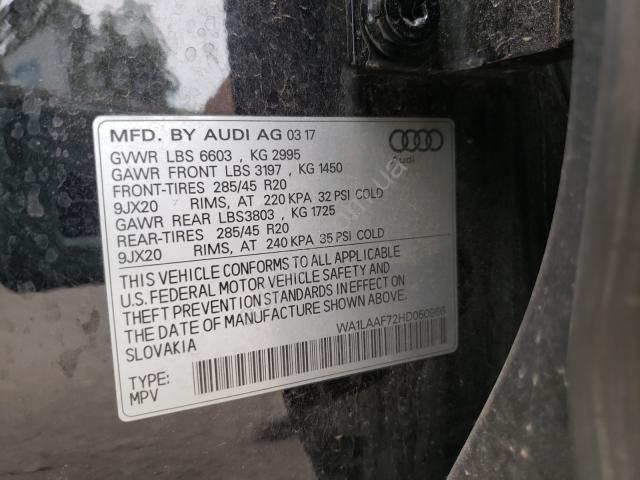 MFD. BY AUDI AG 03 17
Audi
GVWR LBS 6603 , KG 2995
GAWR FRONT LBS 3197 , KG 1450
FRONT-TIRES 285/45 R20
9JX20 RIMS, AT 220 KPA 32 PSI COLD
GAWR REAR LBS3803 , KG 1725
REAR-TIRES 285/45 R20
9JX20 RIMS, AT 240 KPA 35 PSI COLD
THIS VEHICLE CONFORMS TO ALL APPLICABLE
U.S. FEDERAL MOTOR VEHICLE SAFETY AND
THEFT PREVENTION STANDARDS IN EFFECT ON
THE DATE OF MANUFACTURE SHOWN ABOVE.
SLOVAKIA
WA1LAAF72HD050966
TYPE:
MPV